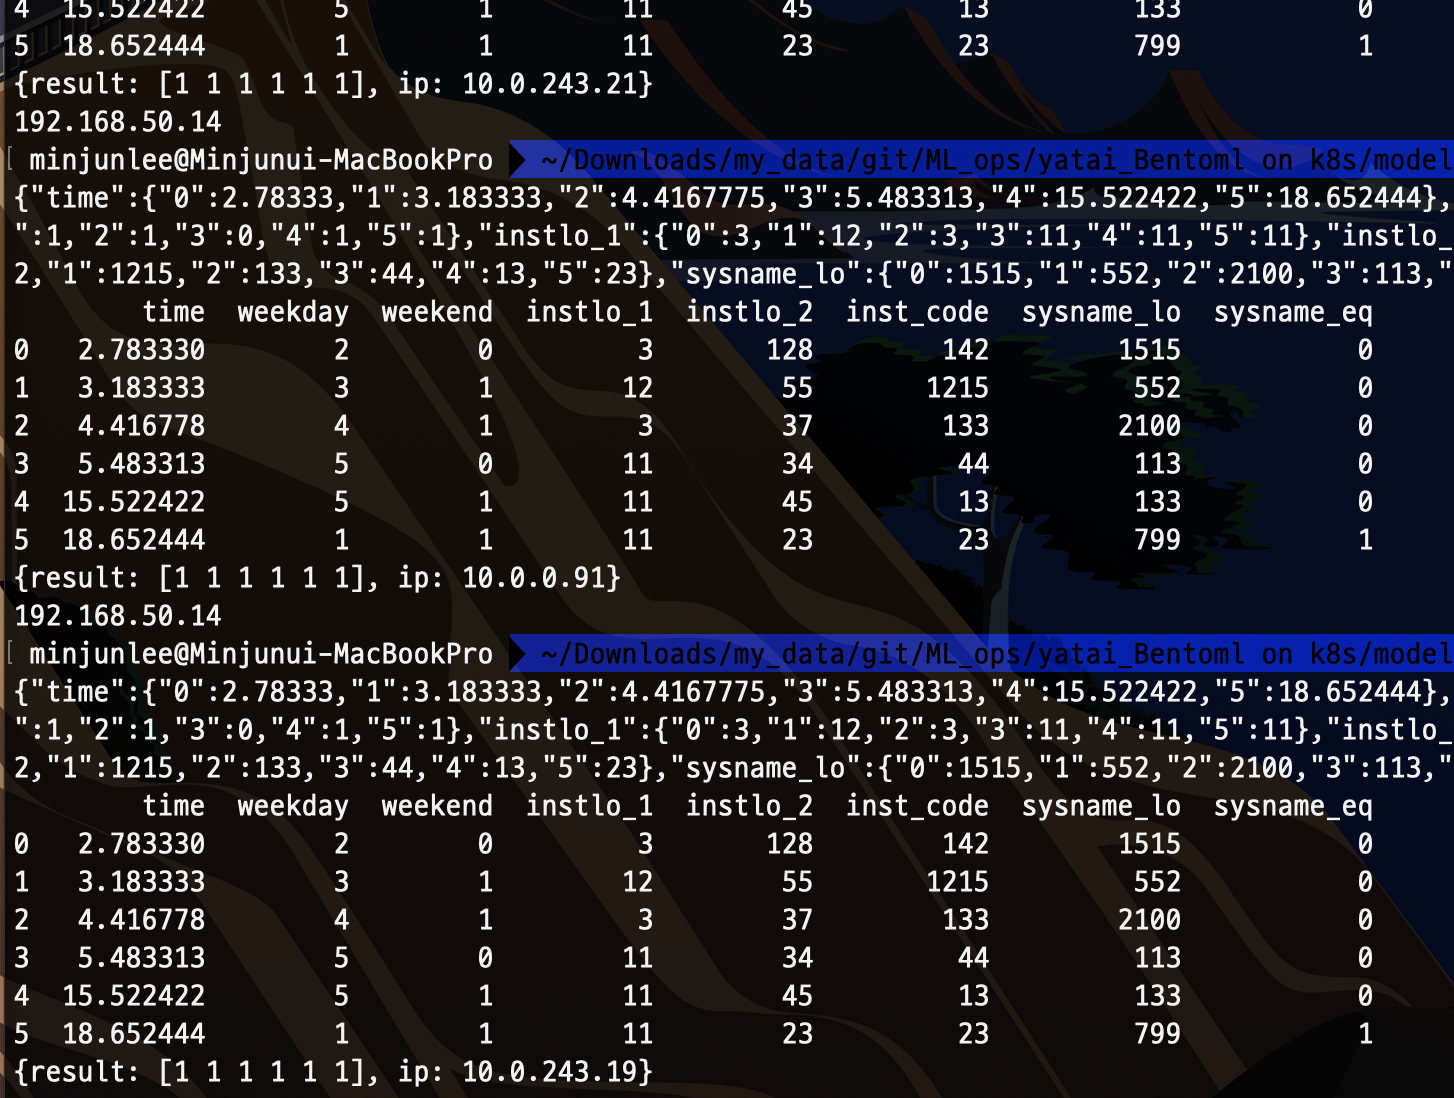 4  15.522422        5        1       11       45          13         133           0
5  18.652444        1        1       11       23          23         799           1
{result: [1 1 1 1 1 1], ip: 10.0.243.21}
192.168.50.14
[ minjunlee@Minjunui-MacBookPro  ~/Downloads/my_data/git/ML_ops/yatai_Bentoml on k8s/model
{"time":{"0":2.78333,"1":3.183333,"2":4.4167775,"3":5.483313,"4":15.522422,"5":18.652444},
":1,"2":1,"3":0,"4":1,"5":1},"instlo_1":{"0":3,"1":12,"2":3,"3":11,"4":11,"5":11},"instlo_
2,"1":1215,"2":133,"3":44,"4":13,"5":23},"sysname_lo":{"0":1515,"1":552,"2":2100,"3":113,"
        time  weekday  weekend  instlo_1  instlo_2  inst_code  sysname_lo  sysname_eq
0   2.783330        2        0         3       128        142        1515           0
1   3.183333        3        1        12        55       1215         552           0
2   4.416778        4        1         3        37        133        2100           0
3   5.483313        5        0        11        34         44         113           0
4  15.522422        5        1        11        45         13         133           0
5  18.652444        1        1        11        23         23         799           1
{result: [1 1 1 1 1 1], ip: 10.0.0.91}
192.168.50.14
[ minjunlee@Minjunui-MacBookPro  ~/Downloads/my_data/git/ML_ops/yatai_Bentoml on k8s/model
{"time":{"0":2.78333,"1":3.183333,"2":4.4167775,"3":5.483313,"4":15.522422,"5":18.652444},
":1,"2":1,"3":0,"4":1,"5":1},"instlo_1":{"0":3,"1":12,"2":3,"3":11,"4":11,"5":11},"instlo_
2,"1":1215,"2":133,"3":44,"4":13,"5":23},"sysname_lo":{"0":1515,"1":552,"2":2100,"3":113,"
        time  weekday  weekend  instlo_1  instlo_2  inst_code  sysname_lo  sysname_eq
0   2.783330        2        0         3       128        142        1515           0
1   3.183333        3        1        12        55       1215         552           0
2   4.416778        4        1         3        37        133        2100           0
3   5.483313        5        0        11        34         44         113           0
4  15.522422        5        1        11        45         13         133           0
5  18.652444        1        1        11        23         23         799           1
{result: [1 1 1 1 1 1], ip: 10.0.243.19}